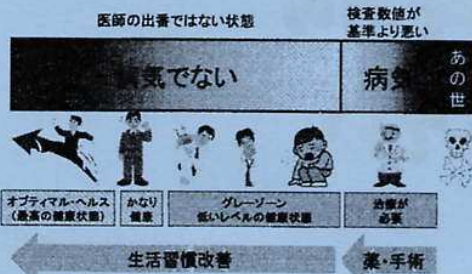 医師の出番ではない状態
検査数値が
基準より悪い
病気でない
病気
あの世
オプティマル・ヘルス
(最高の健康状態)
かなり
健康
グレーゾーン
低いレベルの健康状態
治療が
必要
生活習慣改善
薬・手術